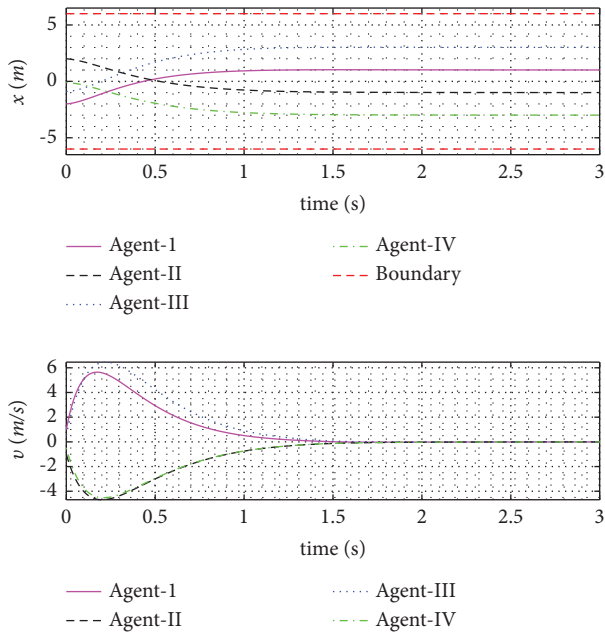 5
0
-5
x (m)
0 0.5 1 1.5 2 2.5 3
time (s)
Agent-1
Agent-II
Agent-III
Agent-IV
Boundary
6
4
2
0
-2
-4
v (m/s)
0 0.5 1 1.5 2 2.5 3
time (s)
Agent-1
Agent-II
Agent-III
Agent-IV